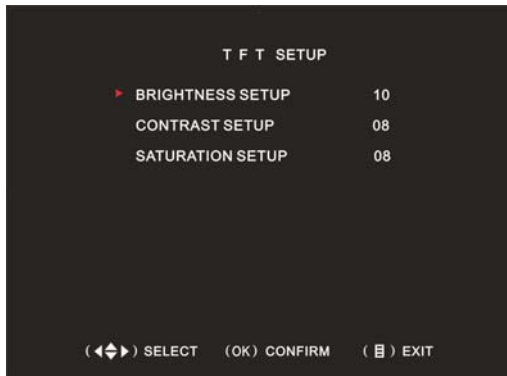 T F T SETUP
BRIGHTNESS SETUP 10
CONTRAST SETUP 08
SATURATION SETUP 08
( ) SELECT (OK) CONFIRM ( ) EXIT